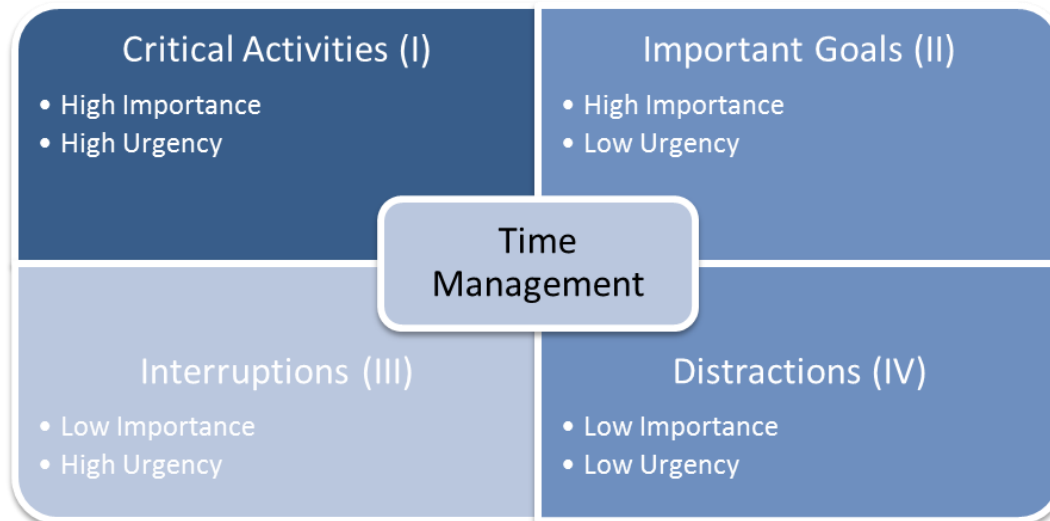 Critical Activities (I)
• High Importance
• High Urgency
Important Goals (II)
• High Importance
• Low Urgency
Time
Management
Interruptions (III)
• Low Importance
• High Urgency
Distractions (IV)
• Low Importance
• Low Urgency